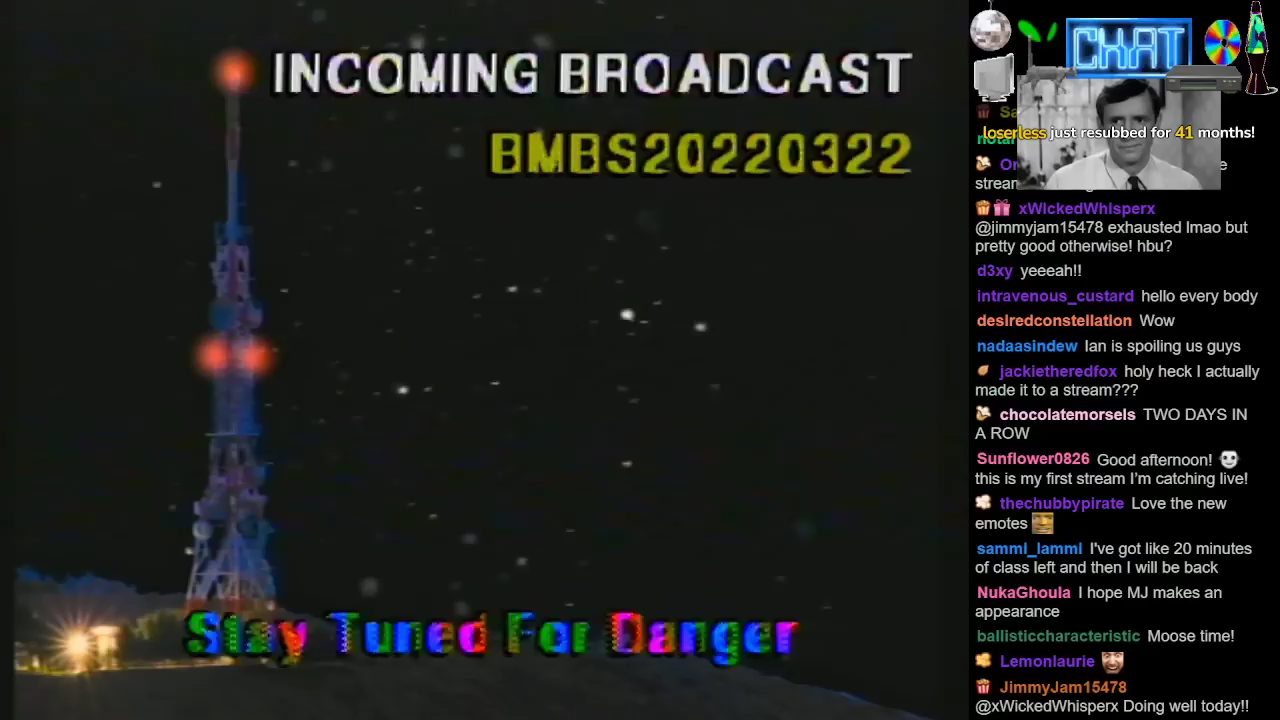 INCOMING BROADCAST
BMBS20220322
Stay Tuned For Danger
CHAT
loserless just resubbed for 41 months!
stream
xWickedWhisperx
@jimmyjam15478 exhausted lmao but
pretty good otherwise! hbu?
d3xy yeeeah!!
intravenous_custard hello every body
desiredconstellation Wow
nadaasindew Ian is spoiling us guys
jackietheredfox holy heck I actually
made it to a stream???
chocolatemorsels TWO DAYS IN
A ROW
Sunflower0826 Good afternoon!
this is my first stream I'm catching live!
thechubbypirate Love the new
emotes
samml_lamml I've got like 20 minutes
of class left and then I will be back
NukaGhoula I hope MJ makes an
appearance
ballisticcharacteristic Moose time!
Lemonlaurie
JimmyJam15478
@xWickedWhisperx Doing well today!!